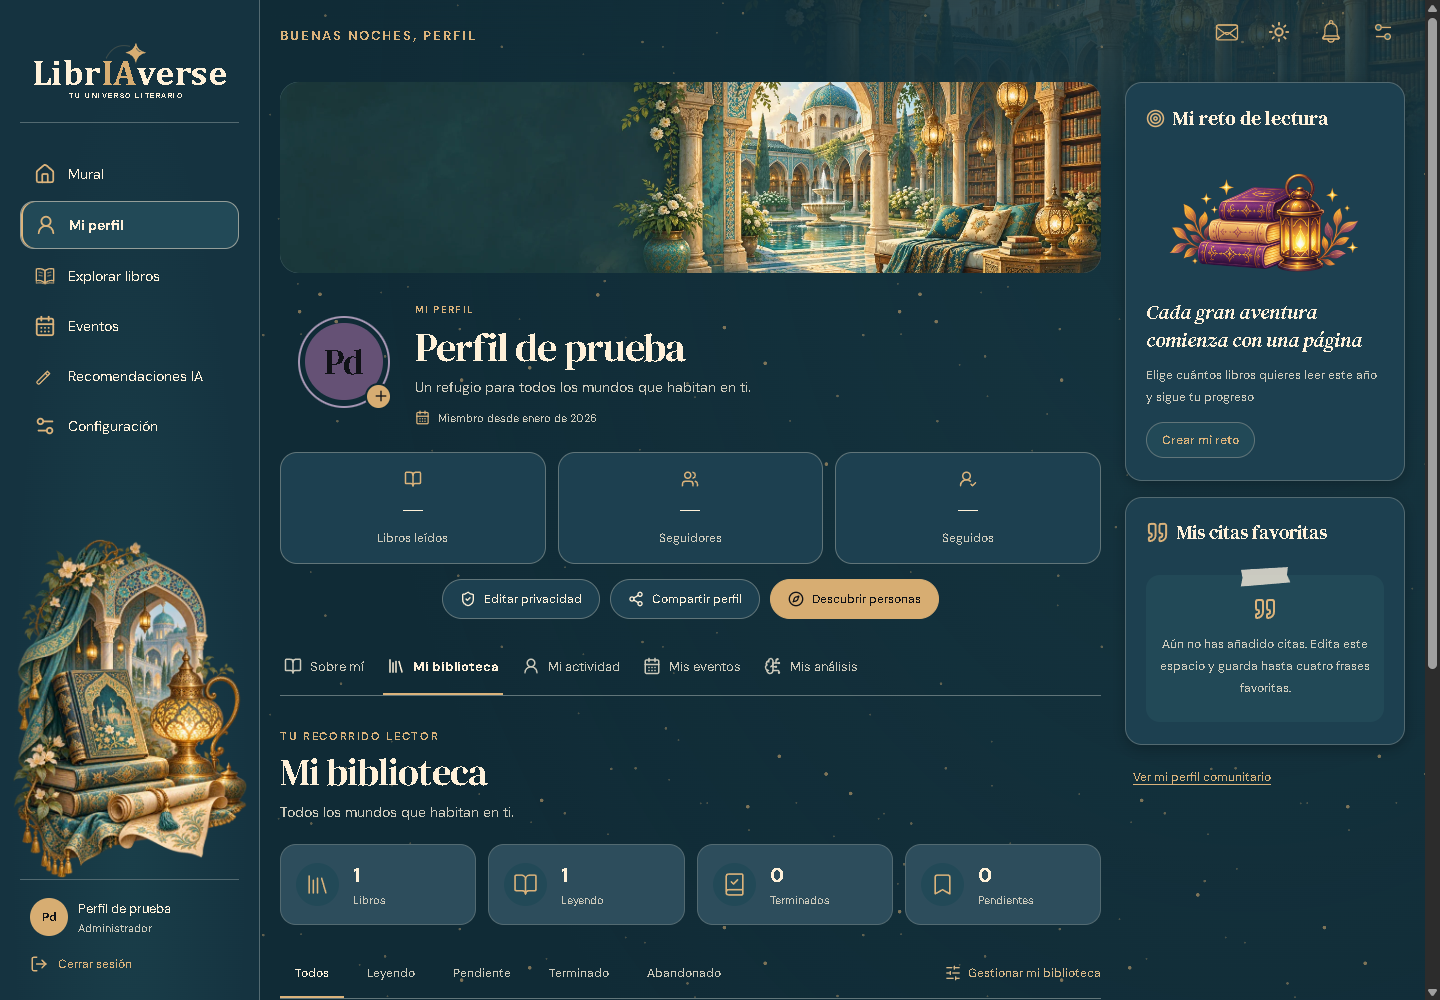 LibrIAverse
TU UNIVERSO LITERARIO
Mural
Mi perfil
Explorar libros
Eventos
Recomendaciones IA
Configuración
Pd
Perfil de prueba
Administrador
Cerrar sesión
BUENAS NOCHES, PERFIL
Pd
MI PERFIL
Perfil de prueba
Un refugio para todos los mundos que habitan en ti.
Miembro desde enero de 2026
— Libros leídos
— Seguidores
— Seguidos
Editar privacidad
Compartir perfil
Descubrir personas
Sobre mí
Mi biblioteca
Mi actividad
Mis eventos
Mis análisis
TU RECORRIDO LECTOR
Mi biblioteca
Todos los mundos que habitan en ti.
1
Libros
1
Leyendo
0
Terminados
0
Pendientes
Todos
Leyendo
Pendiente
Terminado
Abandonado
Gestionar mi biblioteca
Mi reto de lectura
Cada gran aventura
comienza con una página
Elige cuántos libros quieres leer este año
y sigue tu progreso
Crear mi reto
Mis citas favoritas
Aún no has añadido citas. Edita este
espacio y guarda hasta cuatro frases
favoritas.
Ver mi perfil comunitario